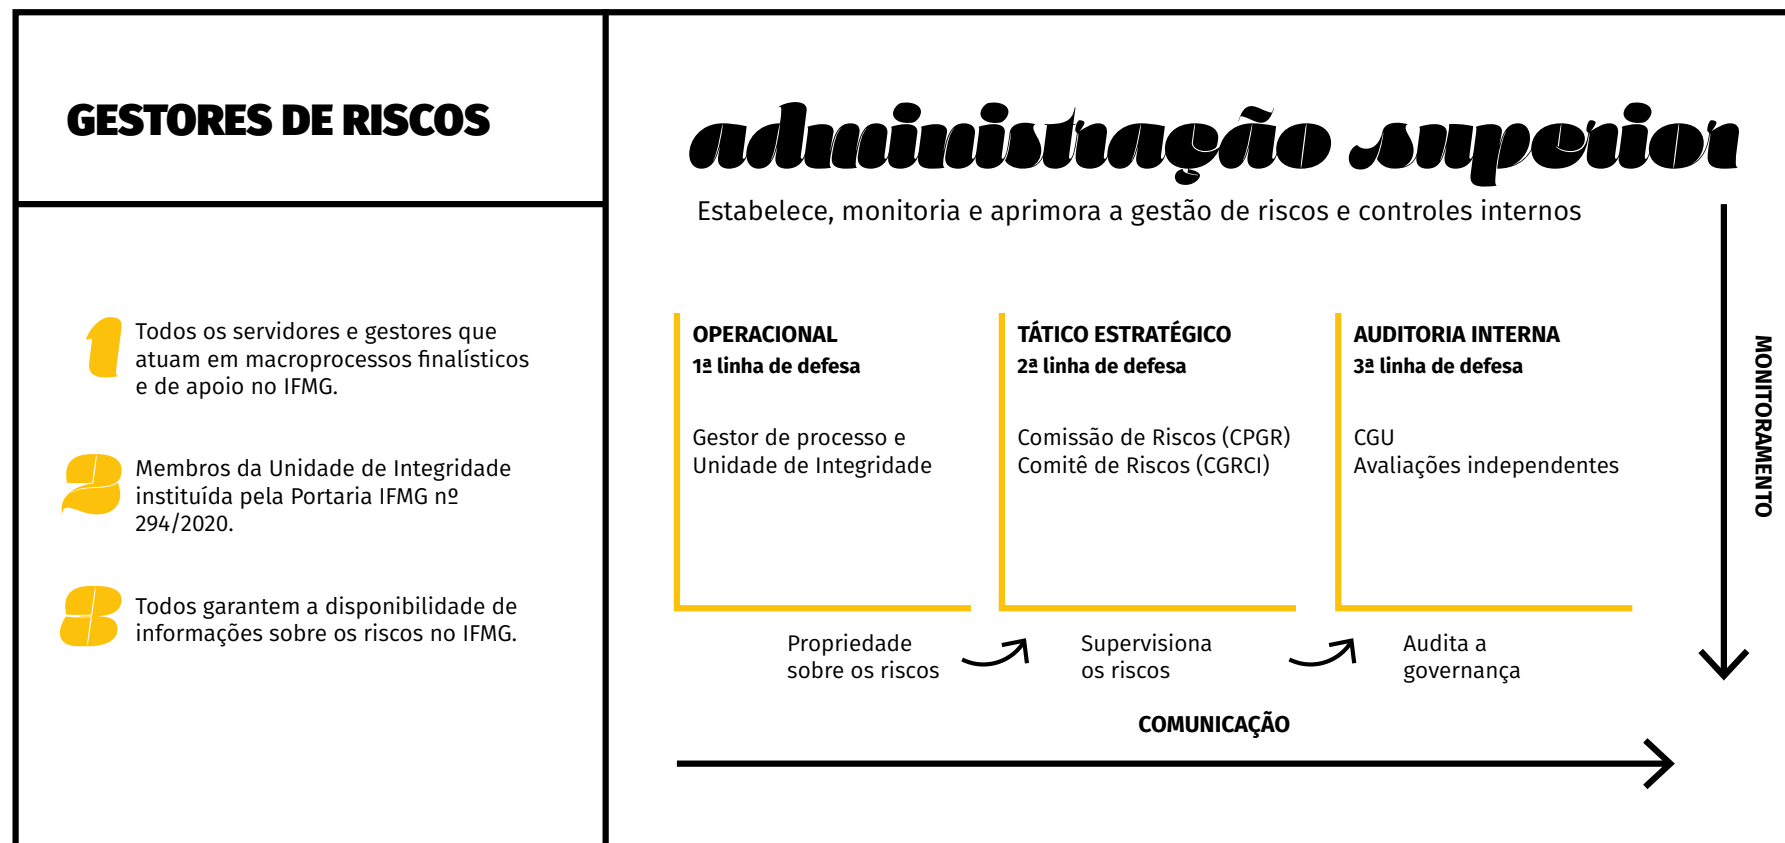 GESTORES DE RISCOS
1
Todos os servidores e gestores que
atuam em macroprocessos finalísticos
e de apoio no IFMG.
2
Membros da Unidade de Integridade
instituída pela Portaria IFMG nº
294/2020.
3
Todos garantem a disponibilidade de
informações sobre os riscos no IFMG.
administração superior
Estabelece, monitoria e aprimora a gestão de riscos e controles internos
OPERACIONAL
1ª linha de defesa
Gestor de processo e
Unidade de Integridade
TÁTICO ESTRATÉGICO
2ª linha de defesa
Comissão de Riscos (CPGR)
Comitê de Riscos (CGRCI)
AUDITORIA INTERNA
3ª linha de defesa
CGU
Avaliações independentes
Propriedade
sobre os riscos
Supervisiona
os riscos
Audita a
governança
COMUNICAÇÃO
MONITORAMENTO